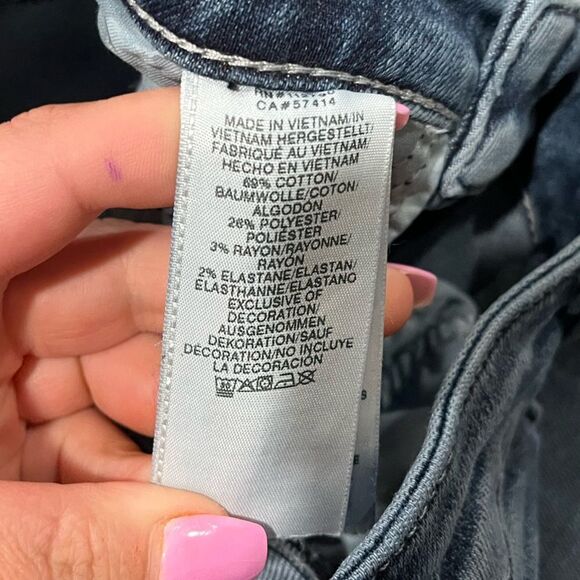 CA#57414
MADE IN VIETNAM/IN
VIETNAM HERGESTELLT/
FABRIQUÉ AU VIETNAM/
HECHO EN VIETNAM
69% COTTON/
BAUMWOLLE/COTON/
ALGODÓN
26% POLYESTER/
POLIÉSTER
3% RAYON/RAYONNE/
RAYÓN
2% ELASTANE/ELASTAN/
ÉLASTHANNE/ELASTANO
EXCLUSIVE OF
DECORATION/
AUSGENOMMEN
DEKORATION/SAUF
DÉCORATION/NO INCLUYE
LA DECORACIÓN
30